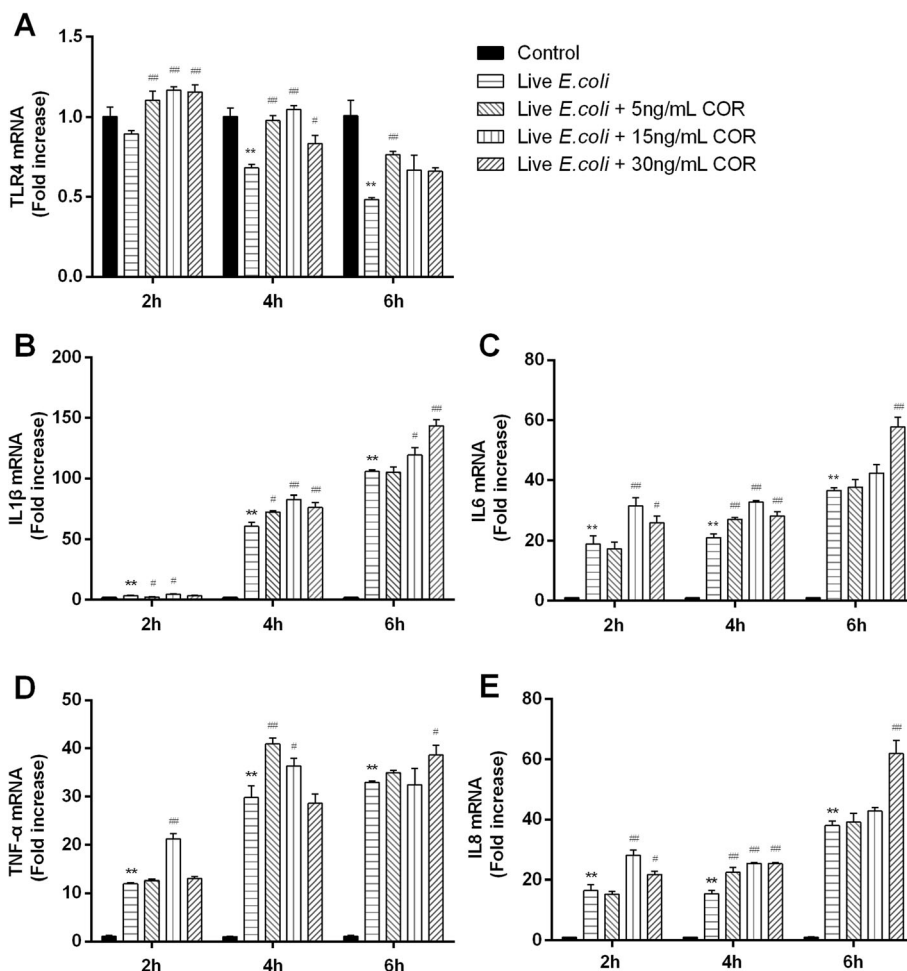 A
TLR4 mRNA
(Fold increase)
1.5
1.0
0.5
0.0
## ## ##
** ## ## #
** ##
2h 4h 6h
Control
Live E.coli
Live E.coli + 5ng/mL COR
Live E.coli + 15ng/mL COR
Live E.coli + 30ng/mL COR
B
IL1β mRNA
(Fold increase)
200
150
100
50
0
** # #
** # ## ##
** # ##
2h 4h 6h
C
IL6 mRNA
(Fold increase)
80
60
40
20
0
** ## #
** ## ## ##
** ##
2h 4h 6h
D
TNF-α mRNA
(Fold increase)
50
40
30
20
10
0
** ##
** ## #
** #
2h 4h 6h
E
IL8 mRNA
(Fold increase)
80
60
40
20
0
** ## #
** ## ## ##
** ##
2h 4h 6h